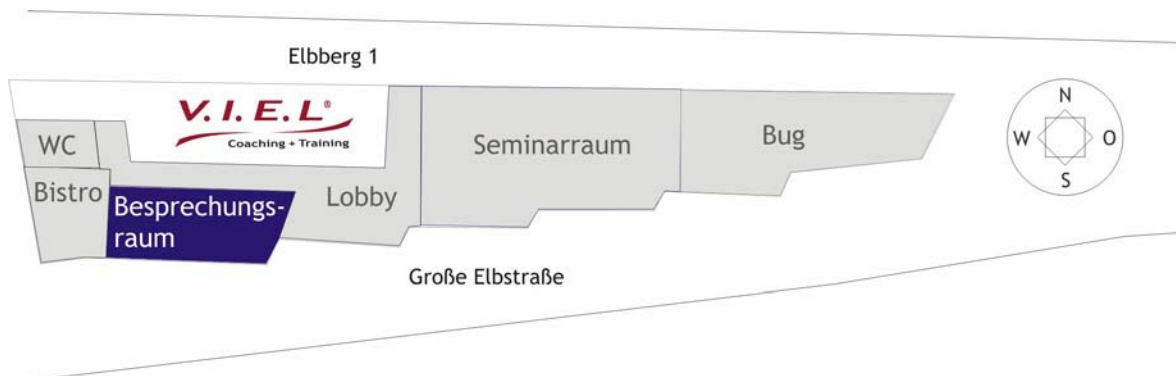 Elbberg 1
V.I.E.L®
Coaching + Training
WC
Seminarraum
Bug
Bistro
Besprechungs-
raum
Lobby
N
W
O
S
Große Elbstraße